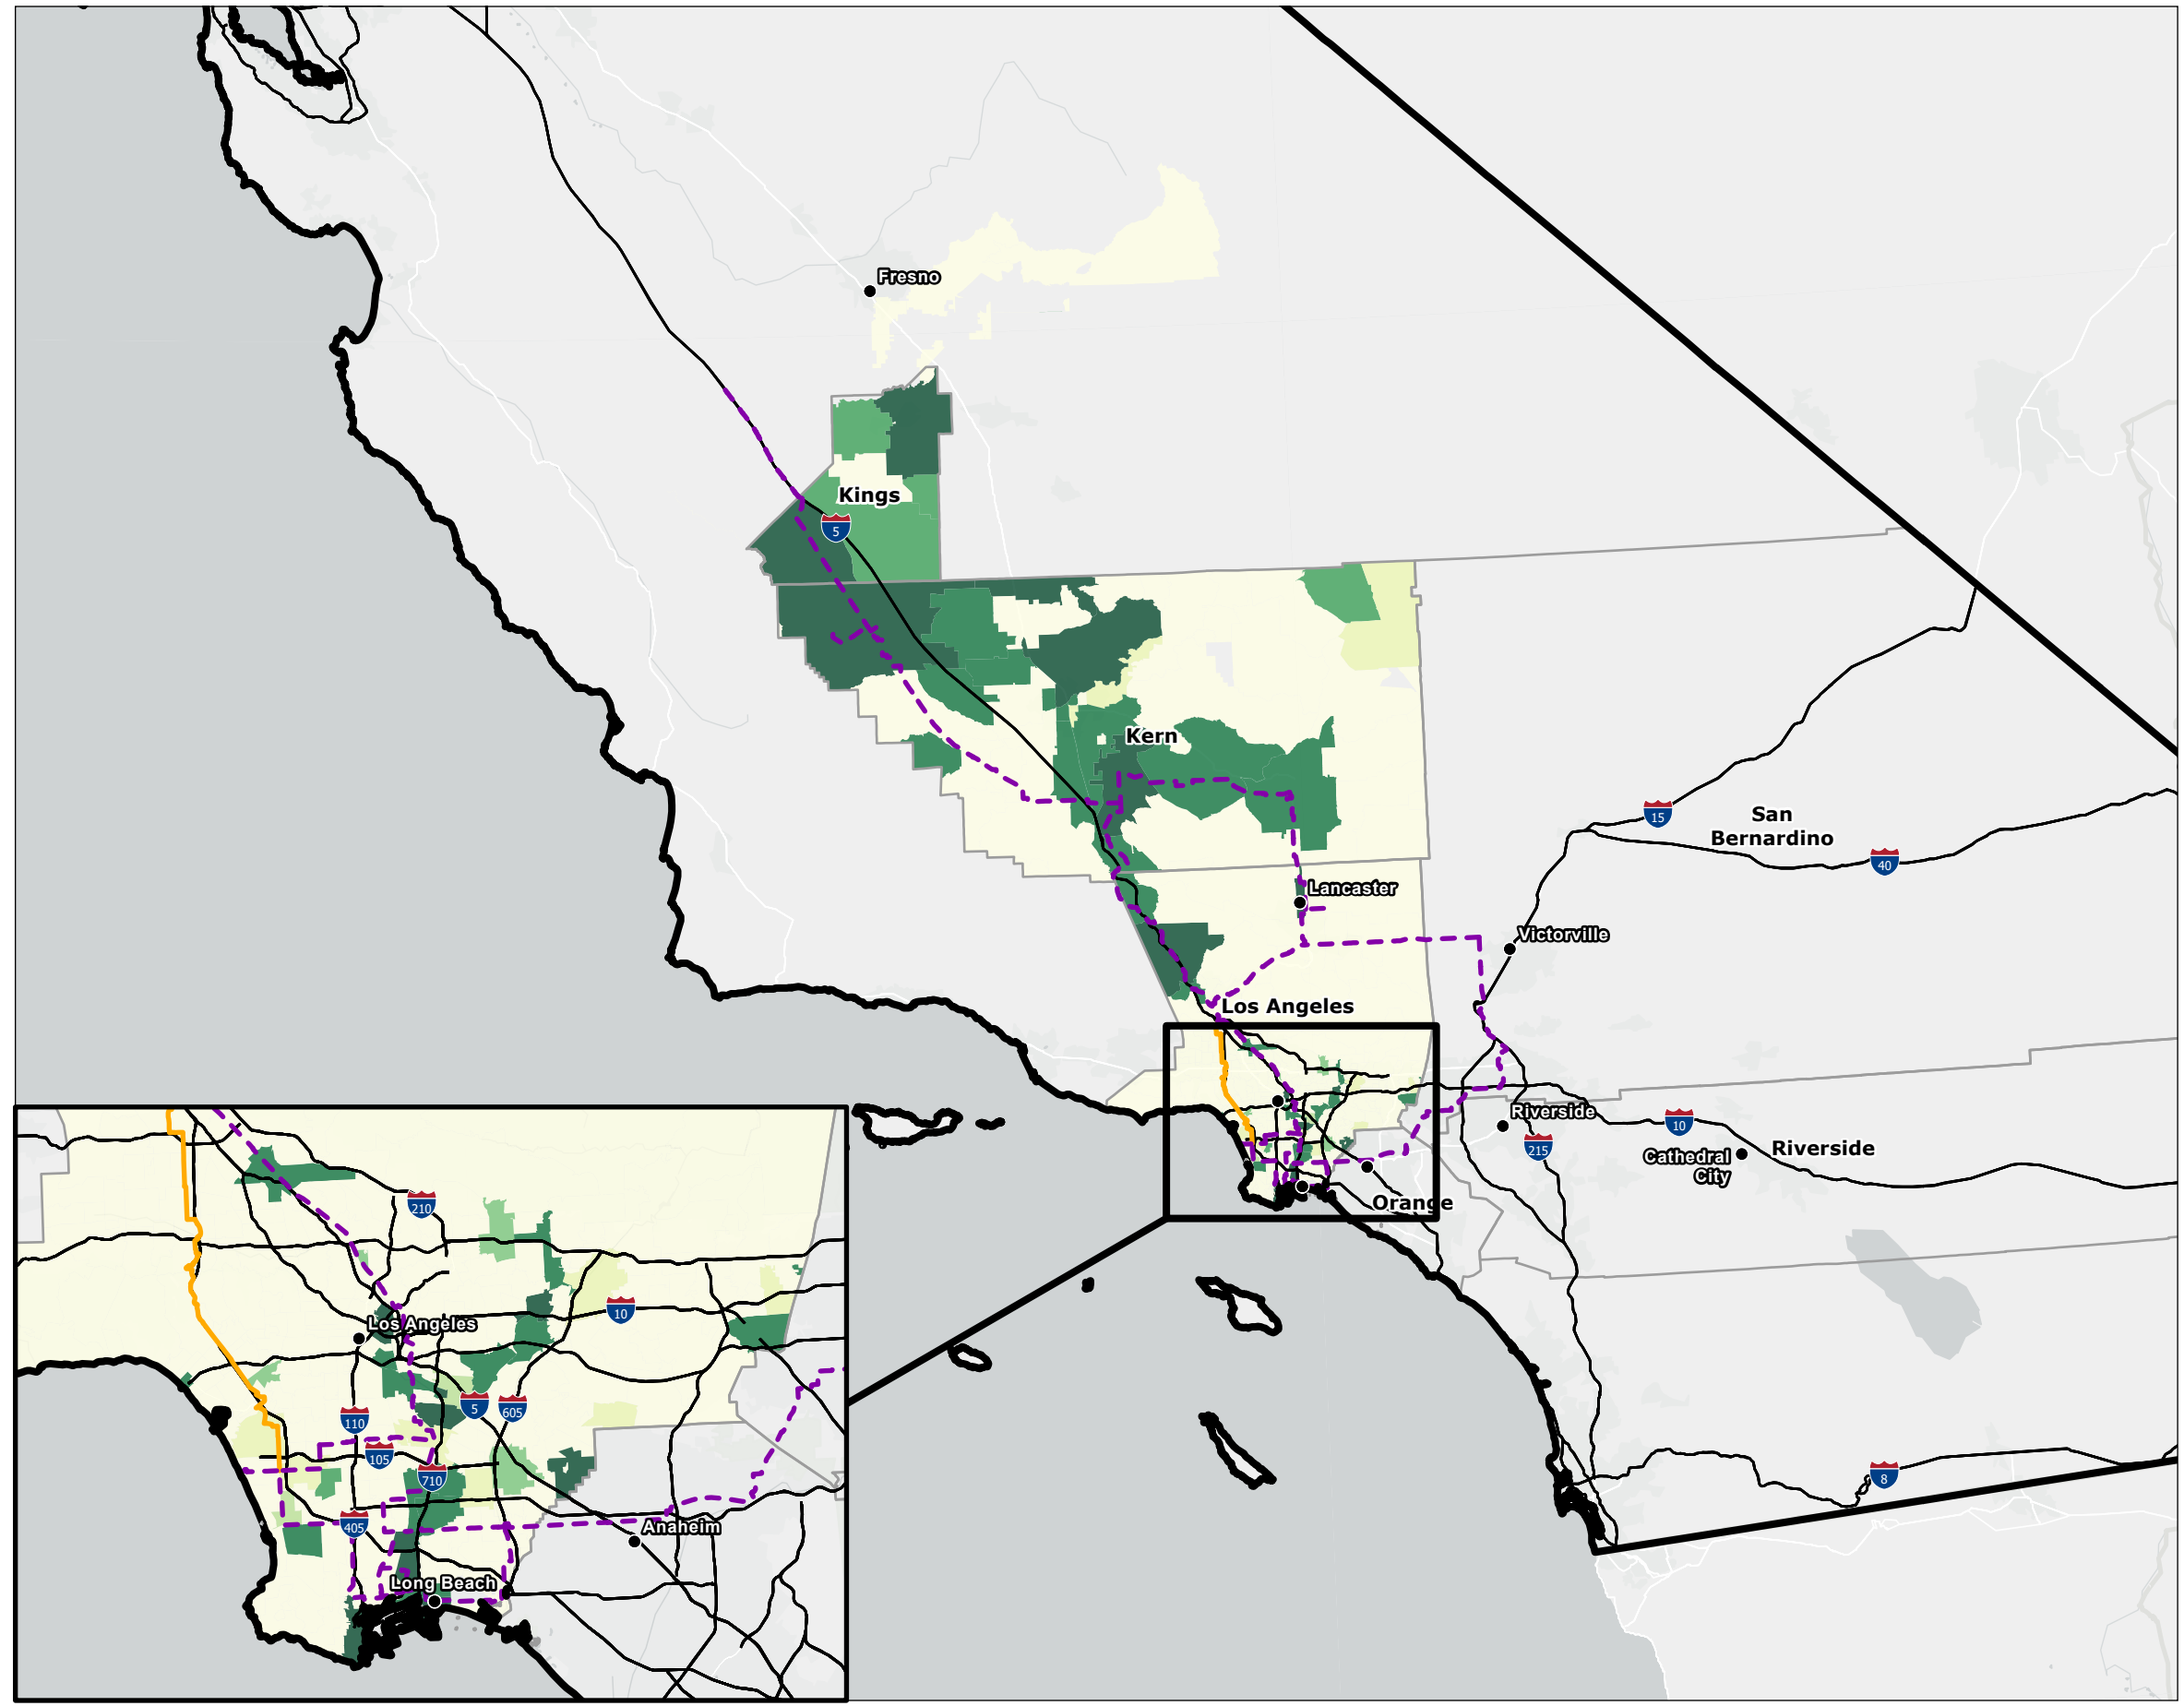 Fresno
Kings
5
Kern
San
Bernardino
15
40
Lancaster
Victorville
Los Angeles
Riverside
10
215
Cathedral
City
Riverside
Orange
8
210
10
Los Angeles
5
605
110
105
710
405
Anaheim
Long Beach